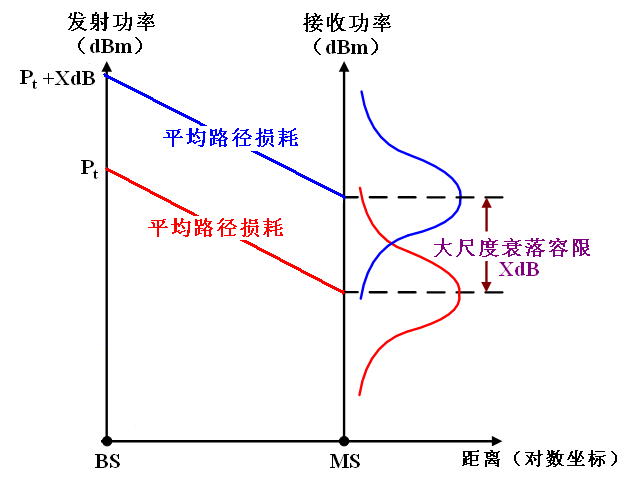 发射功率
（dBm）
接收功率
（dBm）
Pt +XdB
平均路径损耗
Pt
平均路径损耗
大尺度衰落容限
XdB
BS
MS
距离（对数坐标）